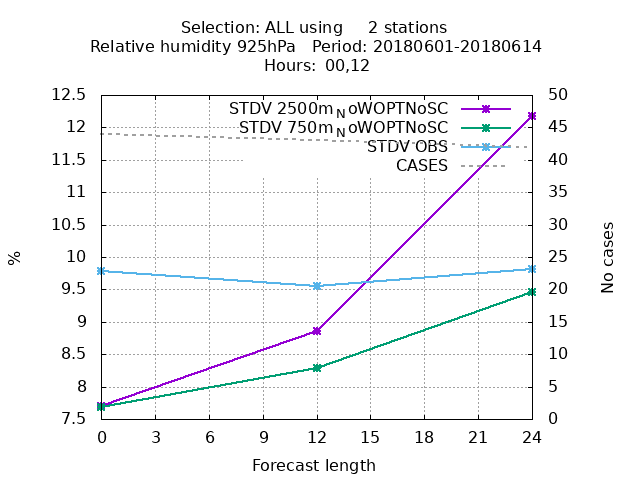 Selection: ALL using 2 stations
Relative humidity 925hPa Period: 20180601-20180614
Hours: 00,12
STDV 2500m_NoWOPTNoSC
STDV 750m_NoWOPTNoSC
STDV OBS
CASES
12.5
12
11.5
11
10.5
10
9.5
9
8.5
8
7.5
%
50
45
40
35
30
25
20
15
10
5
0
No cases
0 3 6 9 12 15 18 21 24
Forecast length